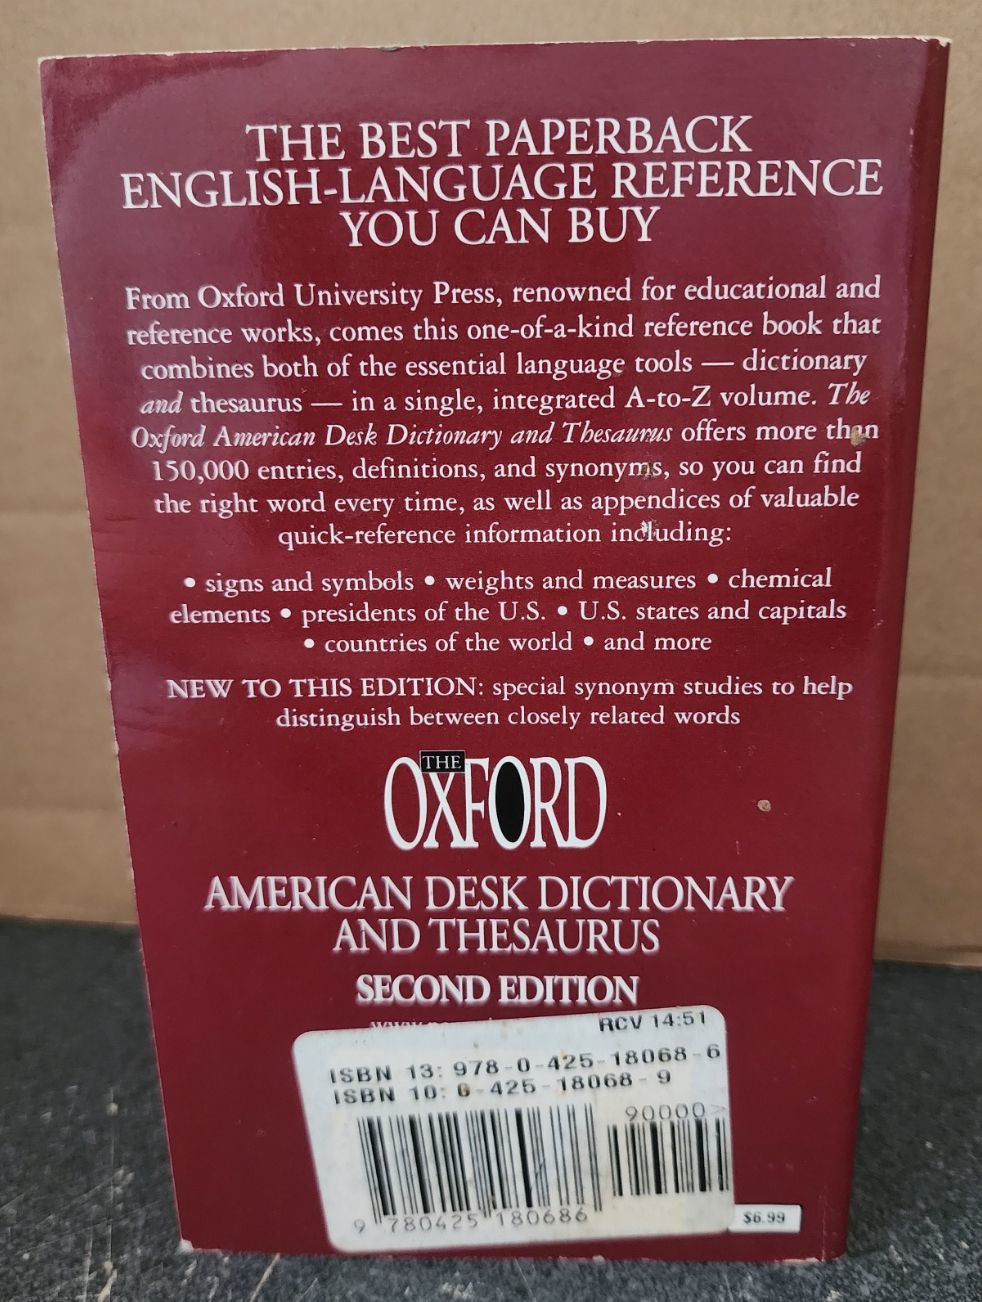 THE BEST PAPERBACK
ENGLISH-LANGUAGE REFERENCE
YOU CAN BUY
From Oxford University Press, renowned for educational and
reference works, comes this one-of-a-kind reference book that
combines both of the essential language tools — dictionary
and thesaurus — in a single, integrated A-to-Z volume. The
Oxford American Desk Dictionary and Thesaurus offers more than
150,000 entries, definitions, and synonyms, so you can find
the right word every time, as well as appendices of valuable
quick-reference information including:
• signs and symbols • weights and measures • chemical
elements • presidents of the U.S. • U.S. states and capitals
• countries of the world • and more
NEW TO THIS EDITION: special synonym studies to help
distinguish between closely related words
THE
OXFORD
AMERICAN DESK DICTIONARY
AND THESAURUS
SECOND EDITION
RCV 14:51
ISBN 13: 978-0-425-18068-6
ISBN 10: 0-425-18068-9
90000>
9 780425 180686
$6.99